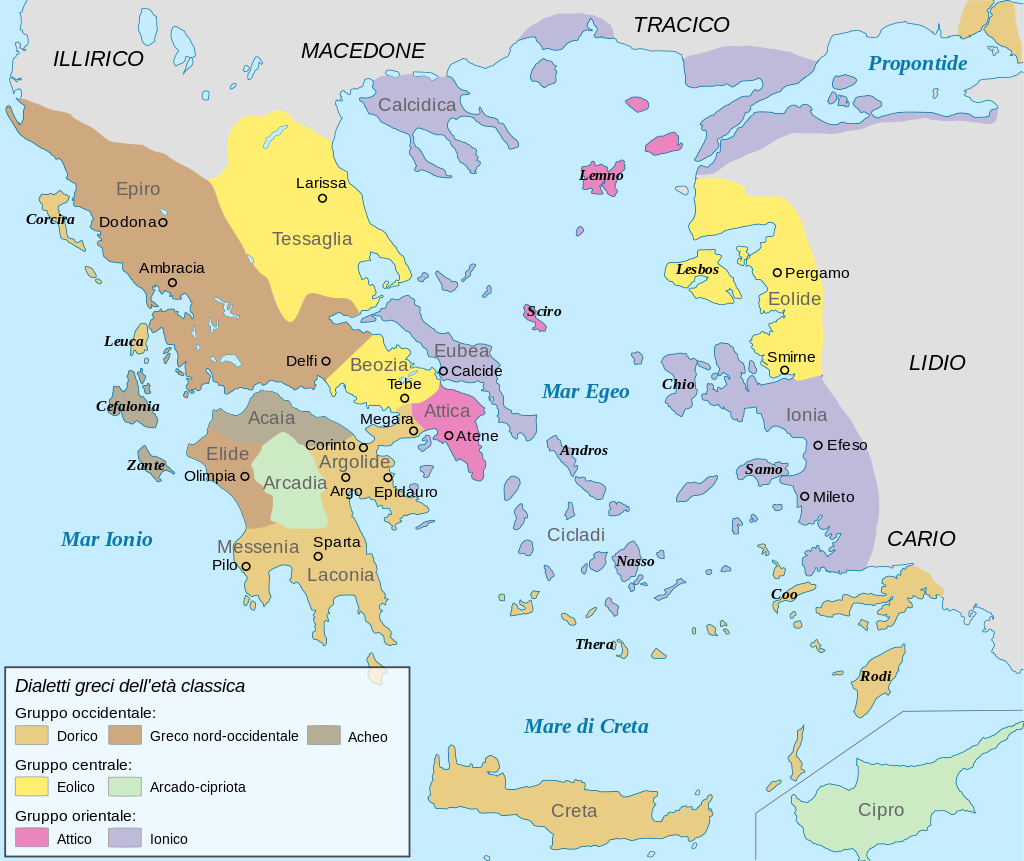 TRACICO
ILLIRICO
MACEDONE
Propontide
Calcidica
Lemno
Larissa
Epiro
Corcira
Dodona
Tessaglia
Ambracia
Lesbos
Pergamo
Eolide
Sciro
Leuca
Eubea
Delfi
Beozia
Calcide
Smirne
LIDIO
Tebe
Chio
Mar Egeo
Cefalonia
Acaia
Megara
Attica
Ionia
Atene
Corinto
Efeso
Elide
Argolide
Andros
Zante
Samo
Olimpia
Arcadia
Argo
Epidauro
Mileto
Mar Ionio
Cicladi
CARIO
Messenia
Sparta
Pilo
Laconia
Nasso
Coo
Thera
Rodi
Mare di Creta
Creta
Cipro
Dialetti greci dell'età classica
Gruppo occidentale:
Dorico
Greco nord-occidentale
Acheo
Gruppo centrale:
Eolico
Arcado-cipriota
Gruppo orientale:
Attico
Ionico